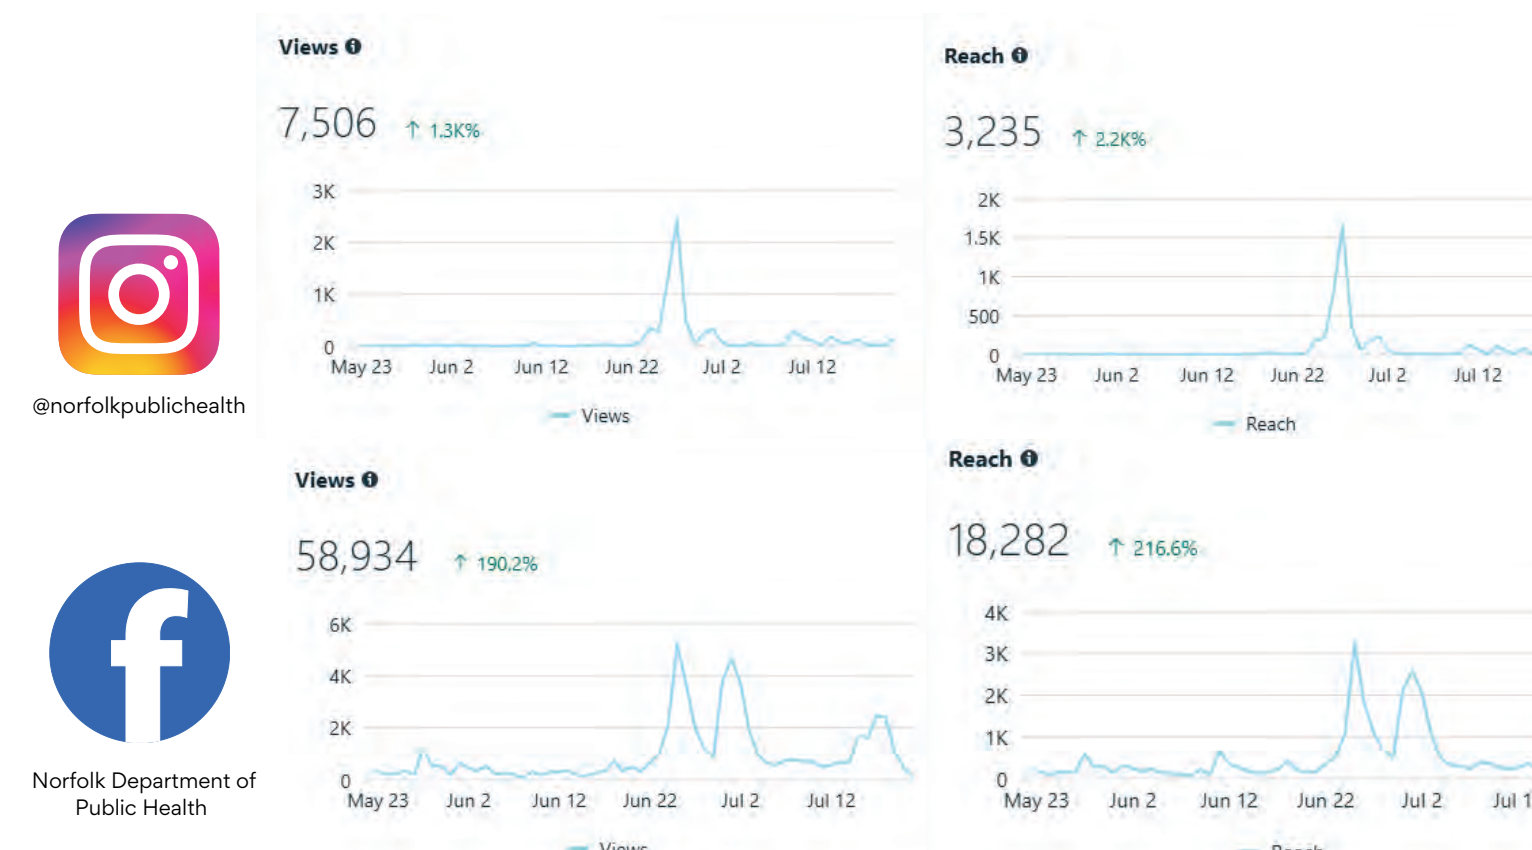 Views
7,506 ↑ 1.3K%
3K
2K
1K
0
May 23 Jun 2 Jun 12 Jun 22 Jul 2 Jul 12
Views
Reach
3,235 ↑ 2.2K%
2K
1.5K
1K
500
0
May 23 Jun 2 Jun 12 Jun 22 Jul 2 Jul 12
Reach
@norfolkpublichealth
Views
58,934 ↑ 190.2%
6K
4K
2K
0
May 23 Jun 2 Jun 12 Jun 22 Jul 2 Jul 12
Views
Reach
18,282 ↑ 216.6%
4K
3K
2K
1K
0
May 23 Jun 2 Jun 12 Jun 22 Jul 2 Jul 1
Reach
Norfolk Department of
Public Health